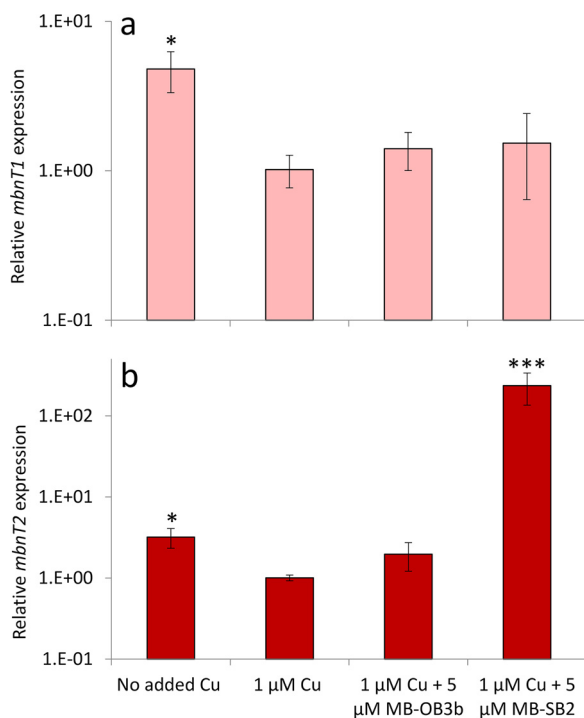 a
Relative mbnT1 expression
1.E+01
*
1.E+00
1.E-01
b
Relative mbnT2 expression
***
1.E+02
1.E+01
*
1.E+00
1.E-01
No added Cu
1 µM Cu
1 µM Cu + 5
µM MB-OB3b
1 µM Cu + 5
µM MB-SB2